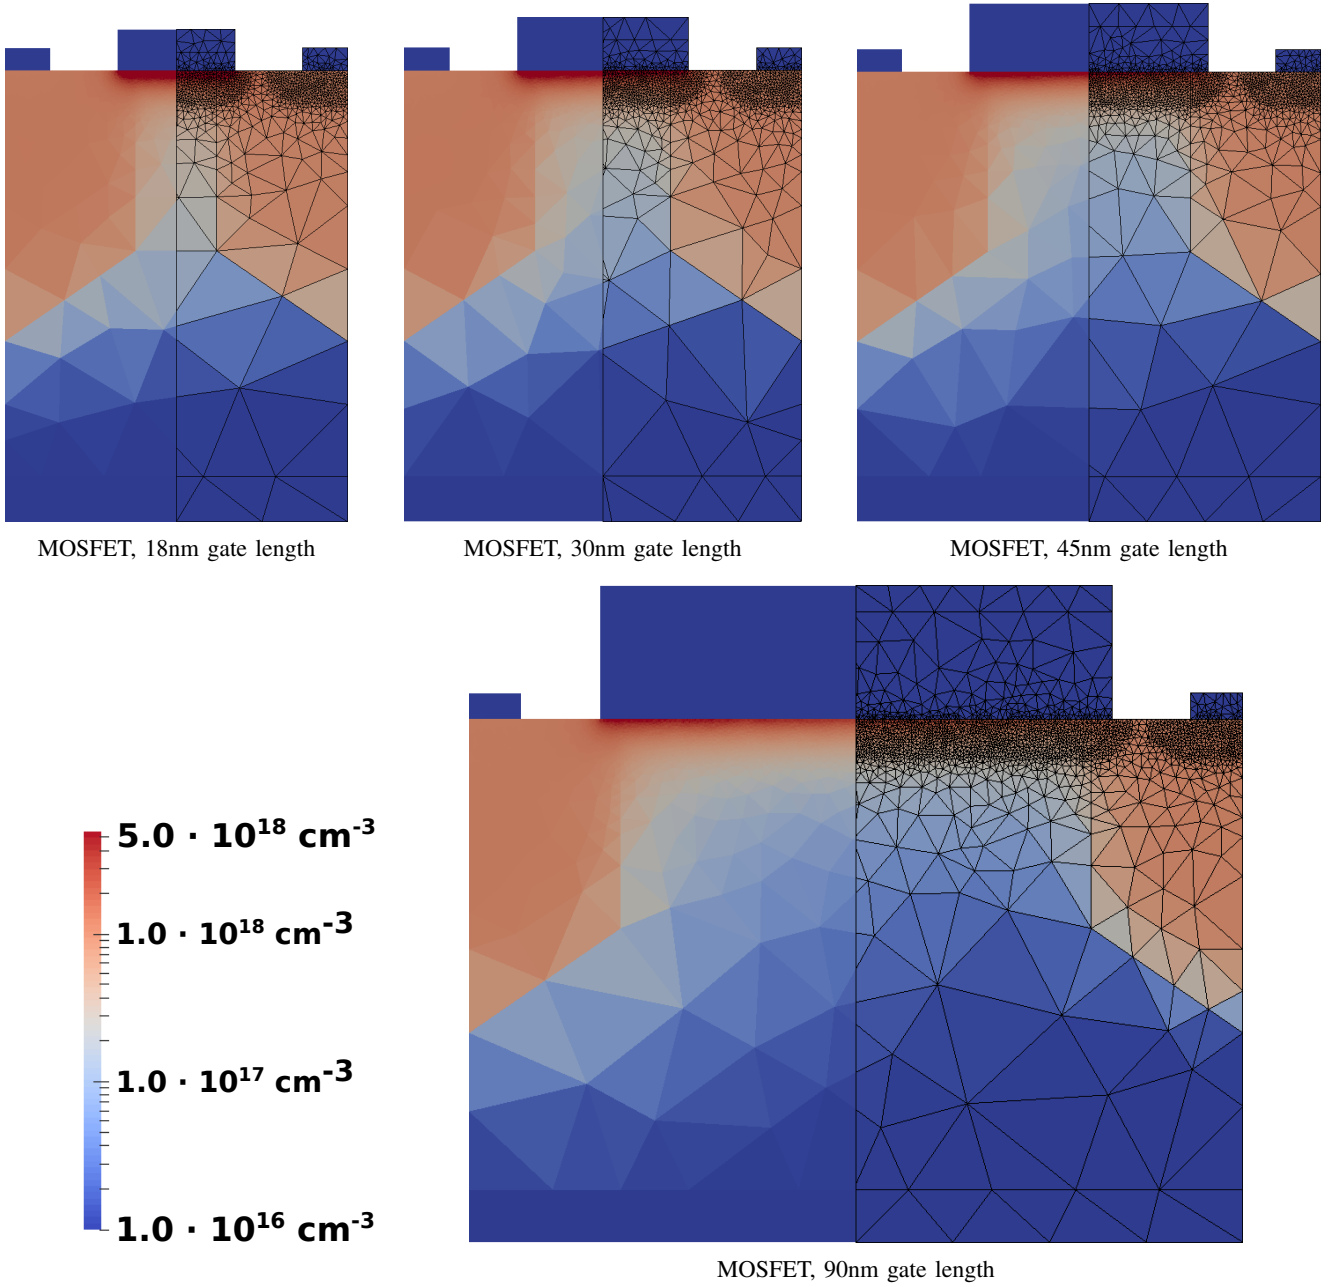 MOSFET, 18nm gate length
MOSFET, 30nm gate length
MOSFET, 45nm gate length
5.0 · 10¹⁸ cm⁻³
1.0 · 10¹⁸ cm⁻³
1.0 · 10¹⁷ cm⁻³
1.0 · 10¹⁶ cm⁻³
MOSFET, 90nm gate length